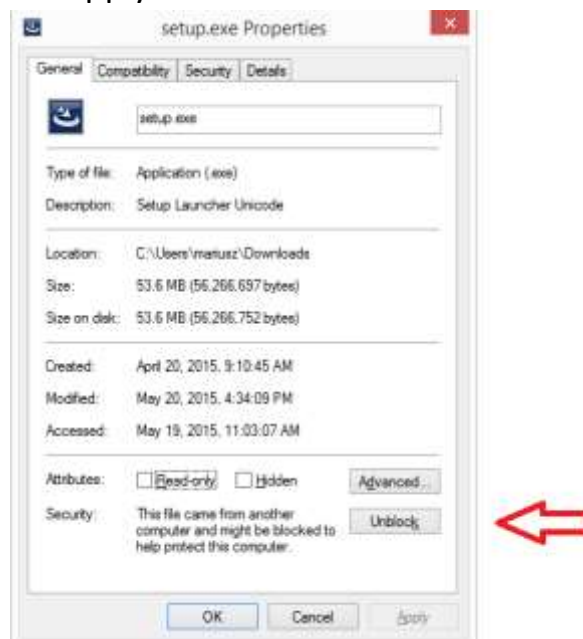 setup.exe Properties
General Compatibility Security Details
setup.exe
Type of file: Application (.exe)
Description: Setup Launcher Unicode
Location: C:\Users\mariusz\Downloads
Size: 53.6 MB (56,266,697 bytes)
Size on disk: 53.6 MB (56,266,752 bytes)
Created: April 20, 2015, 9:10:45 AM
Modified: May 20, 2015, 4:34:09 PM
Accessed: May 19, 2015, 11:03:07 AM
Attributes: Read-only Hidden Advanced...
Security: This file came from another
computer and might be blocked to
help protect this computer.
Unblock
OK Cancel Apply